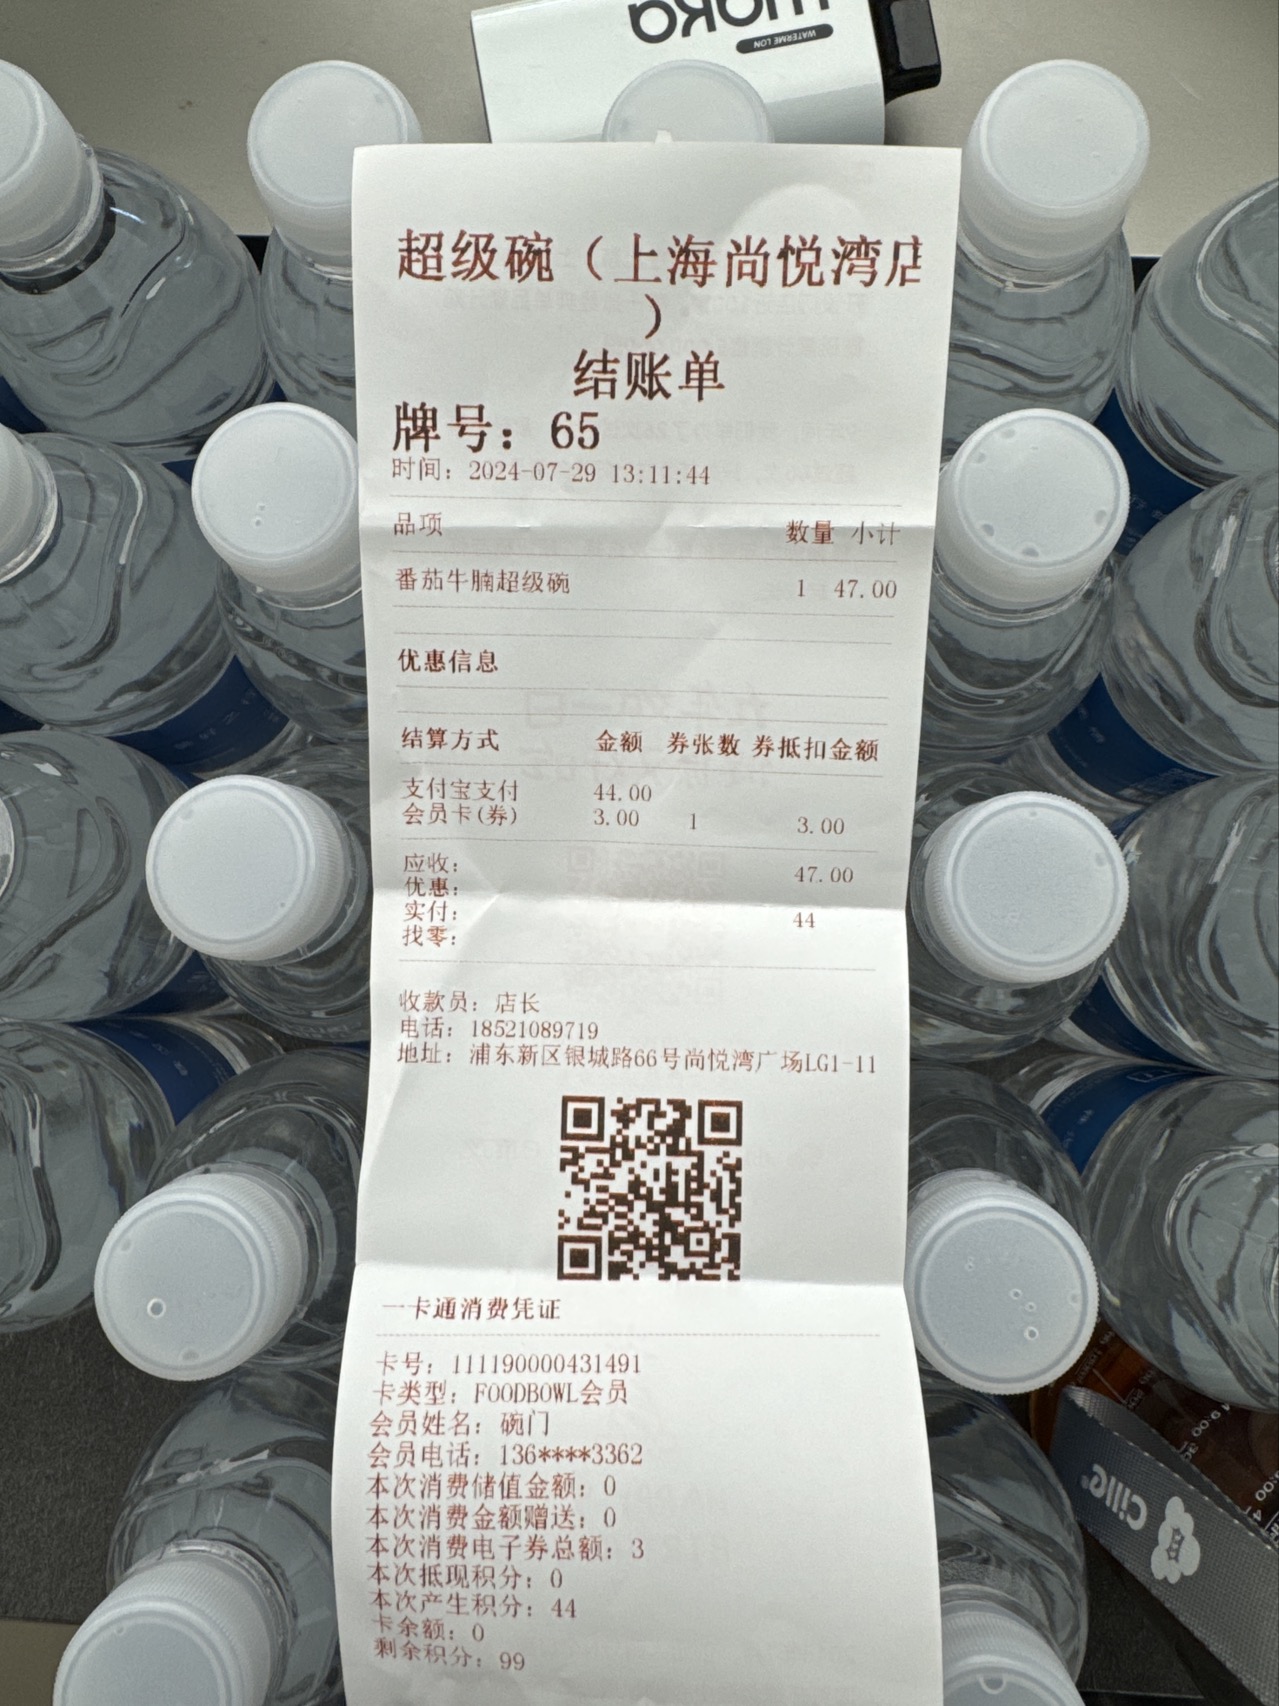 waka
WATERME LON
超级碗（上海尚悦湾店
）
结账单
牌号：65
时间：2024-07-29 13:11:44
品项 数量 小计
番茄牛腩超级碗 1 47.00
优惠信息
结算方式 金额 券张数 券抵扣金额
支付宝支付 44.00
会员卡(券) 3.00 1 3.00
应收： 47.00
优惠：
实付： 44
找零：
收款员：店长
电话：18521089719
地址：浦东新区银城路66号尚悦湾广场LG1-11
一卡通消费凭证
卡号：111190000431491
卡类型：FOODBOWL会员
会员姓名：碗门
会员电话：136****3362
本次消费储值金额：0
本次消费金额赠送：0
本次消费电子券总额：3
本次抵现积分：0
本次产生积分：44
卡余额：0
剩余积分：99
Cille